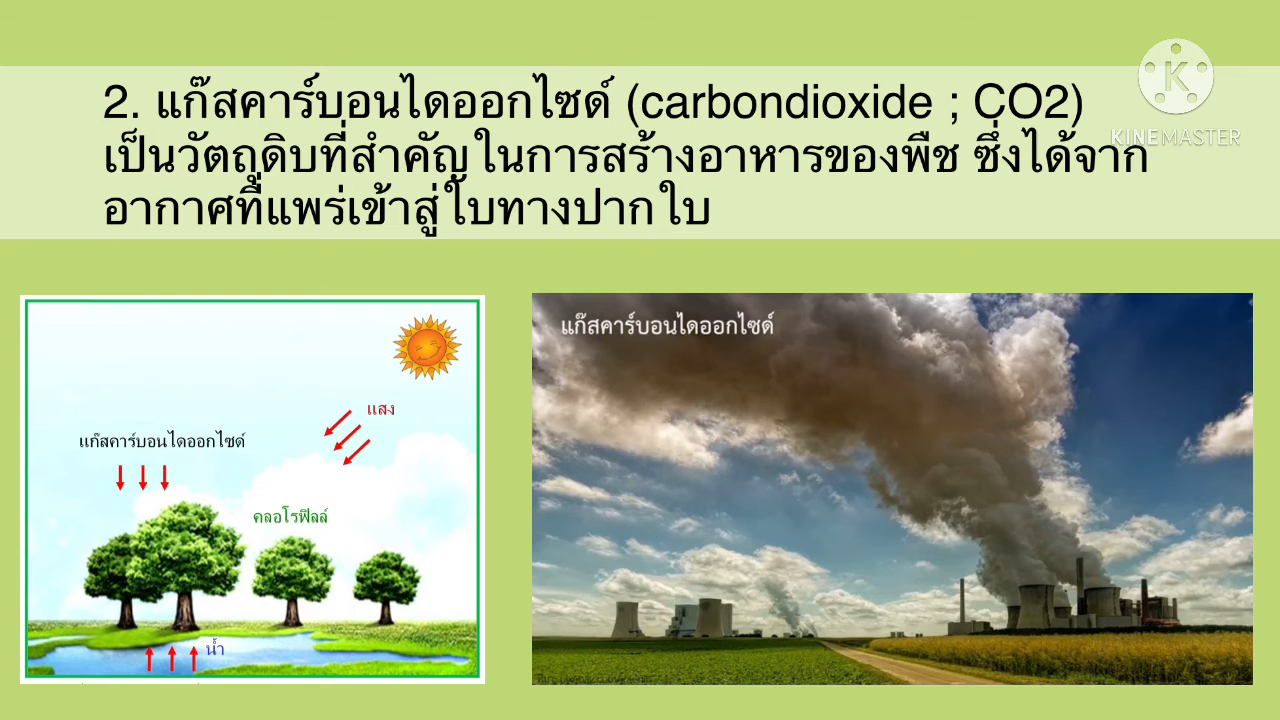 2. แก๊สคาร์บอนไดออกไซด์ (carbondioxide ; CO2)
เป็นวัตถุดิบที่สำคัญในการสร้างอาหารของพืช ซึ่งได้จาก
อากาศที่แพร่เข้าสู่ใบทางปากใบ
K
KINEMASTER
แสง
แก๊สคาร์บอนไดออกไซด์
คลอโรฟิลล์
น้ำ
แก๊สคาร์บอนไดออกไซด์